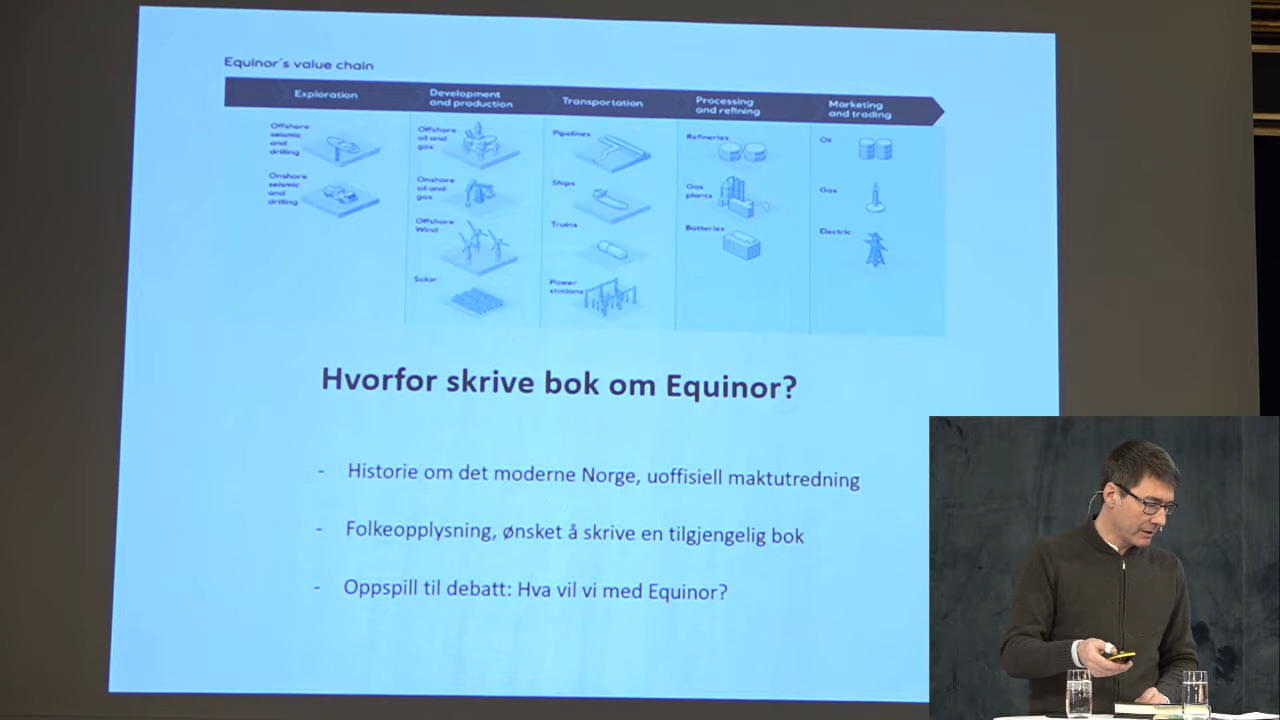 Equinor's value chain
Exploration
Development
and production
Transportation
Processing
and refining
Marketing
and trading
Offshore
seismic
and
drilling
Onshore
seismic
and
drilling
Offshore
oil and
gas
Onshore
oil and
gas
Offshore
Wind
Solar
Pipelines
Ships
Trains
Power
stations
Refineries
Gas
plants
Batteries
Oil
Gas
Electric
Hvorfor skrive bok om Equinor?
- Historie om det moderne Norge, uoffisiell maktutredning
- Folkeopplysning, ønsket å skrive en tilgjengelig bok
- Oppspill til debatt: Hva vil vi med Equinor?